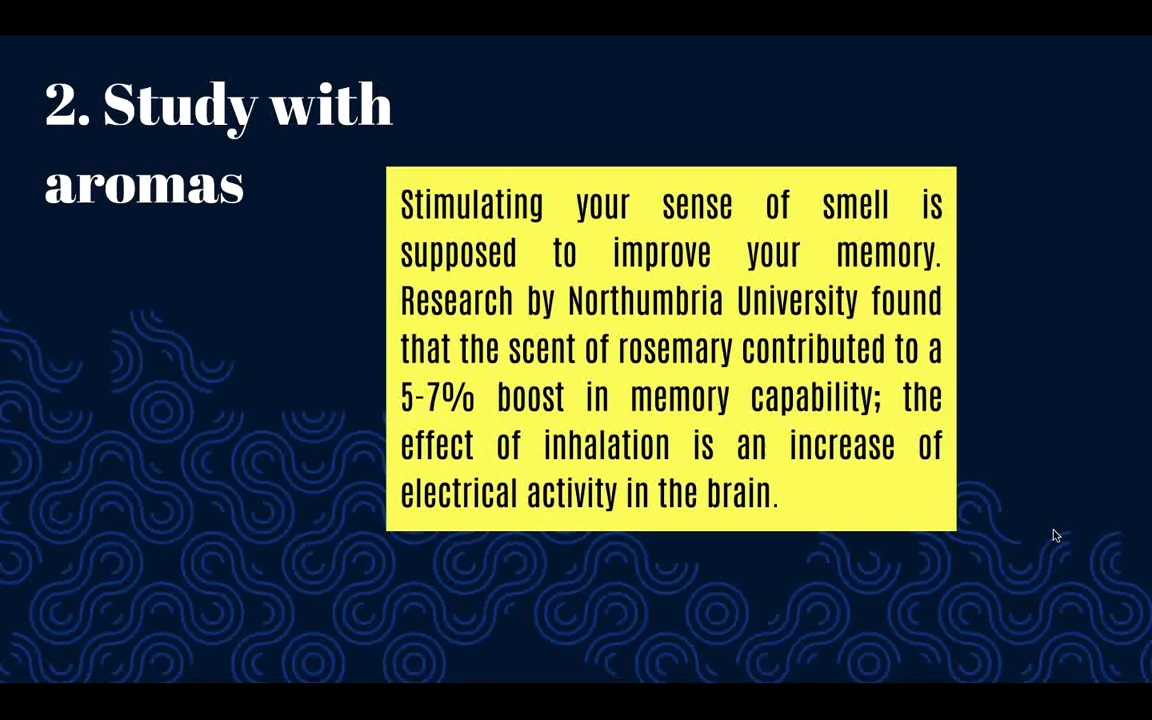 2. Study with
aromas
Stimulating your sense of smell is
supposed to improve your memory.
Research by Northumbria University found
that the scent of rosemary contributed to a
5-7% boost in memory capability; the
effect of inhalation is an increase of
electrical activity in the brain.